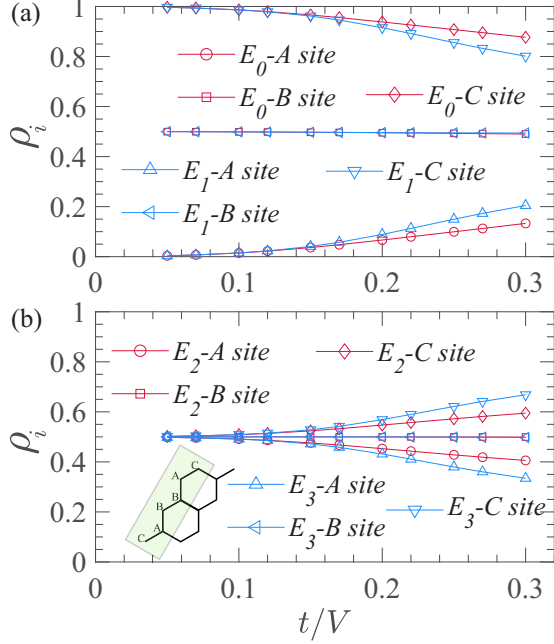 (a)
1
0.8
0.6
0.4
0.2
0
ρi
E0-A site
E0-B site
E0-C site
E1-A site
E1-C site
E1-B site
0
0.1
0.2
0.3
(b)
1
0.8
0.6
0.4
0.2
0
ρi
E2-A site
E2-C site
E2-B site
C
A
B
B
A
C
E3-A site
E3-B site
E3-C site
0
0.1
0.2
0.3
t/V